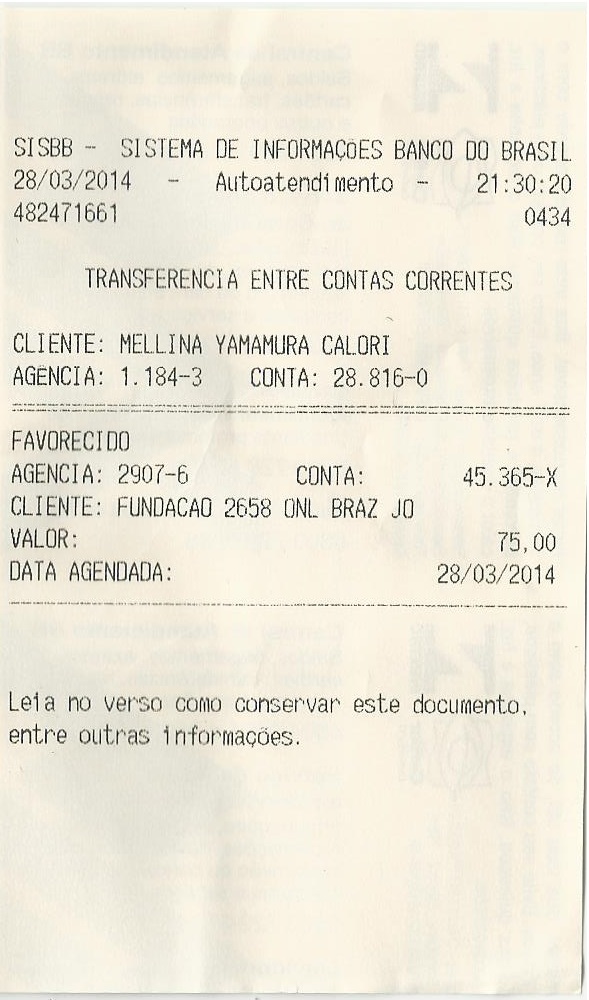 SISBB - SISTEMA DE INFORMAÇÕES BANCO DO BRASIL
28/03/2014 - Autoatendimento - 21:30:20
482471661 0434
TRANSFERENCIA ENTRE CONTAS CORRENTES
CLIENTE: MELLINA YAMAMURA CALORI
AGÊNCIA: 1.184-3 CONTA: 28.816-0
FAVORECIDO
AGENCIA: 2907-6 CONTA: 45.365-X
CLIENTE: FUNDACAO 2658 ONL BRAZ JO
VALOR: 75,00
DATA AGENDADA: 28/03/2014
Leia no verso como conservar este documento,
entre outras informações.